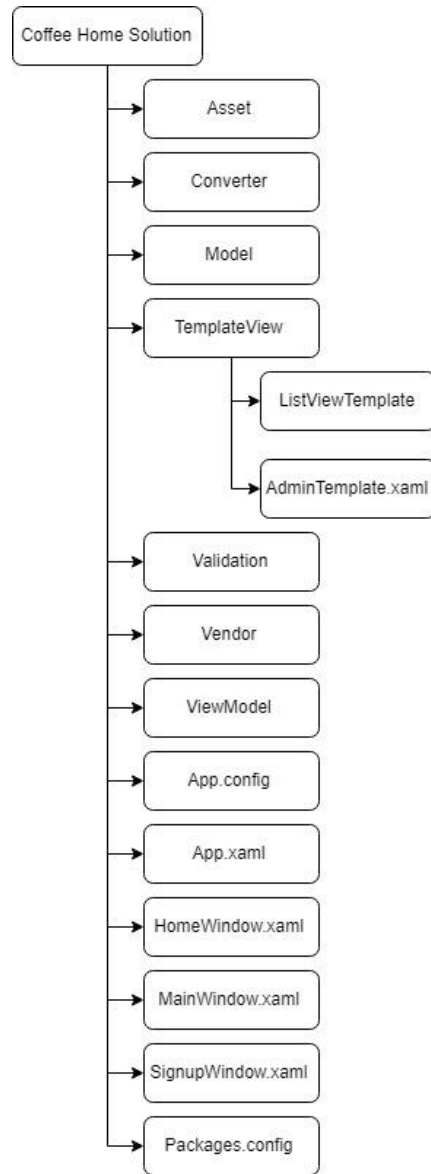 Coffee Home Solution
Asset
Converter
Model
TemplateView
ListViewTemplate
AdminTemplate.xaml
Validation
Vendor
ViewModel
App.config
App.xaml
HomeWindow.xaml
MainWindow.xaml
SignupWindow.xaml
Packages.config